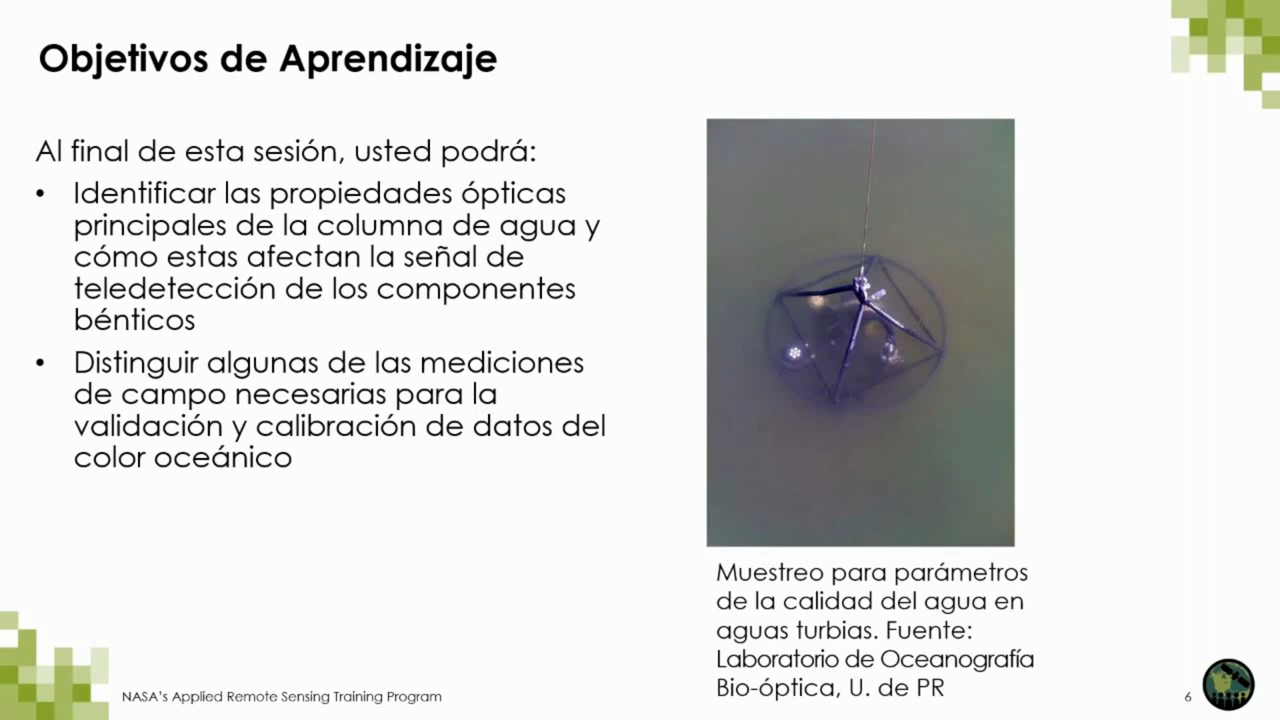 Objetivos de Aprendizaje
Al final de esta sesión, usted podrá:
• Identificar las propiedades ópticas
principales de la columna de agua y
cómo estas afectan la señal de
teledetección de los componentes
bénticos
• Distinguir algunas de las mediciones
de campo necesarias para la
validación y calibración de datos del
color oceánico
Muestreo para parámetros
de la calidad del agua en
aguas turbias. Fuente:
Laboratorio de Oceanografía
Bio-óptica, U. de PR
NASA's Applied Remote Sensing Training Program
6